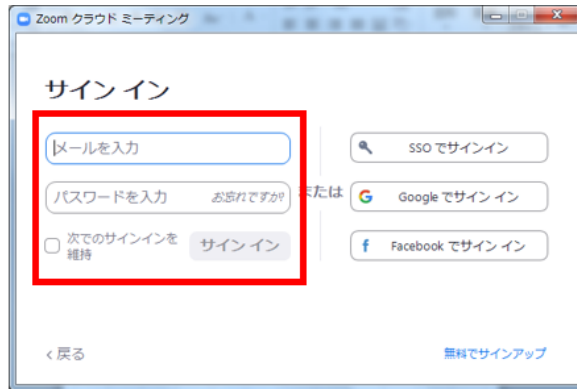 Zoom クラウド ミーティング
サイン イン
メールを入力
パスワードを入力 お忘れですか?
次でのサインインを
維持
サイン イン
または
SSO でサインイン
Google でサイン イン
Facebook でサイン イン
戻る
無料でサインアップ